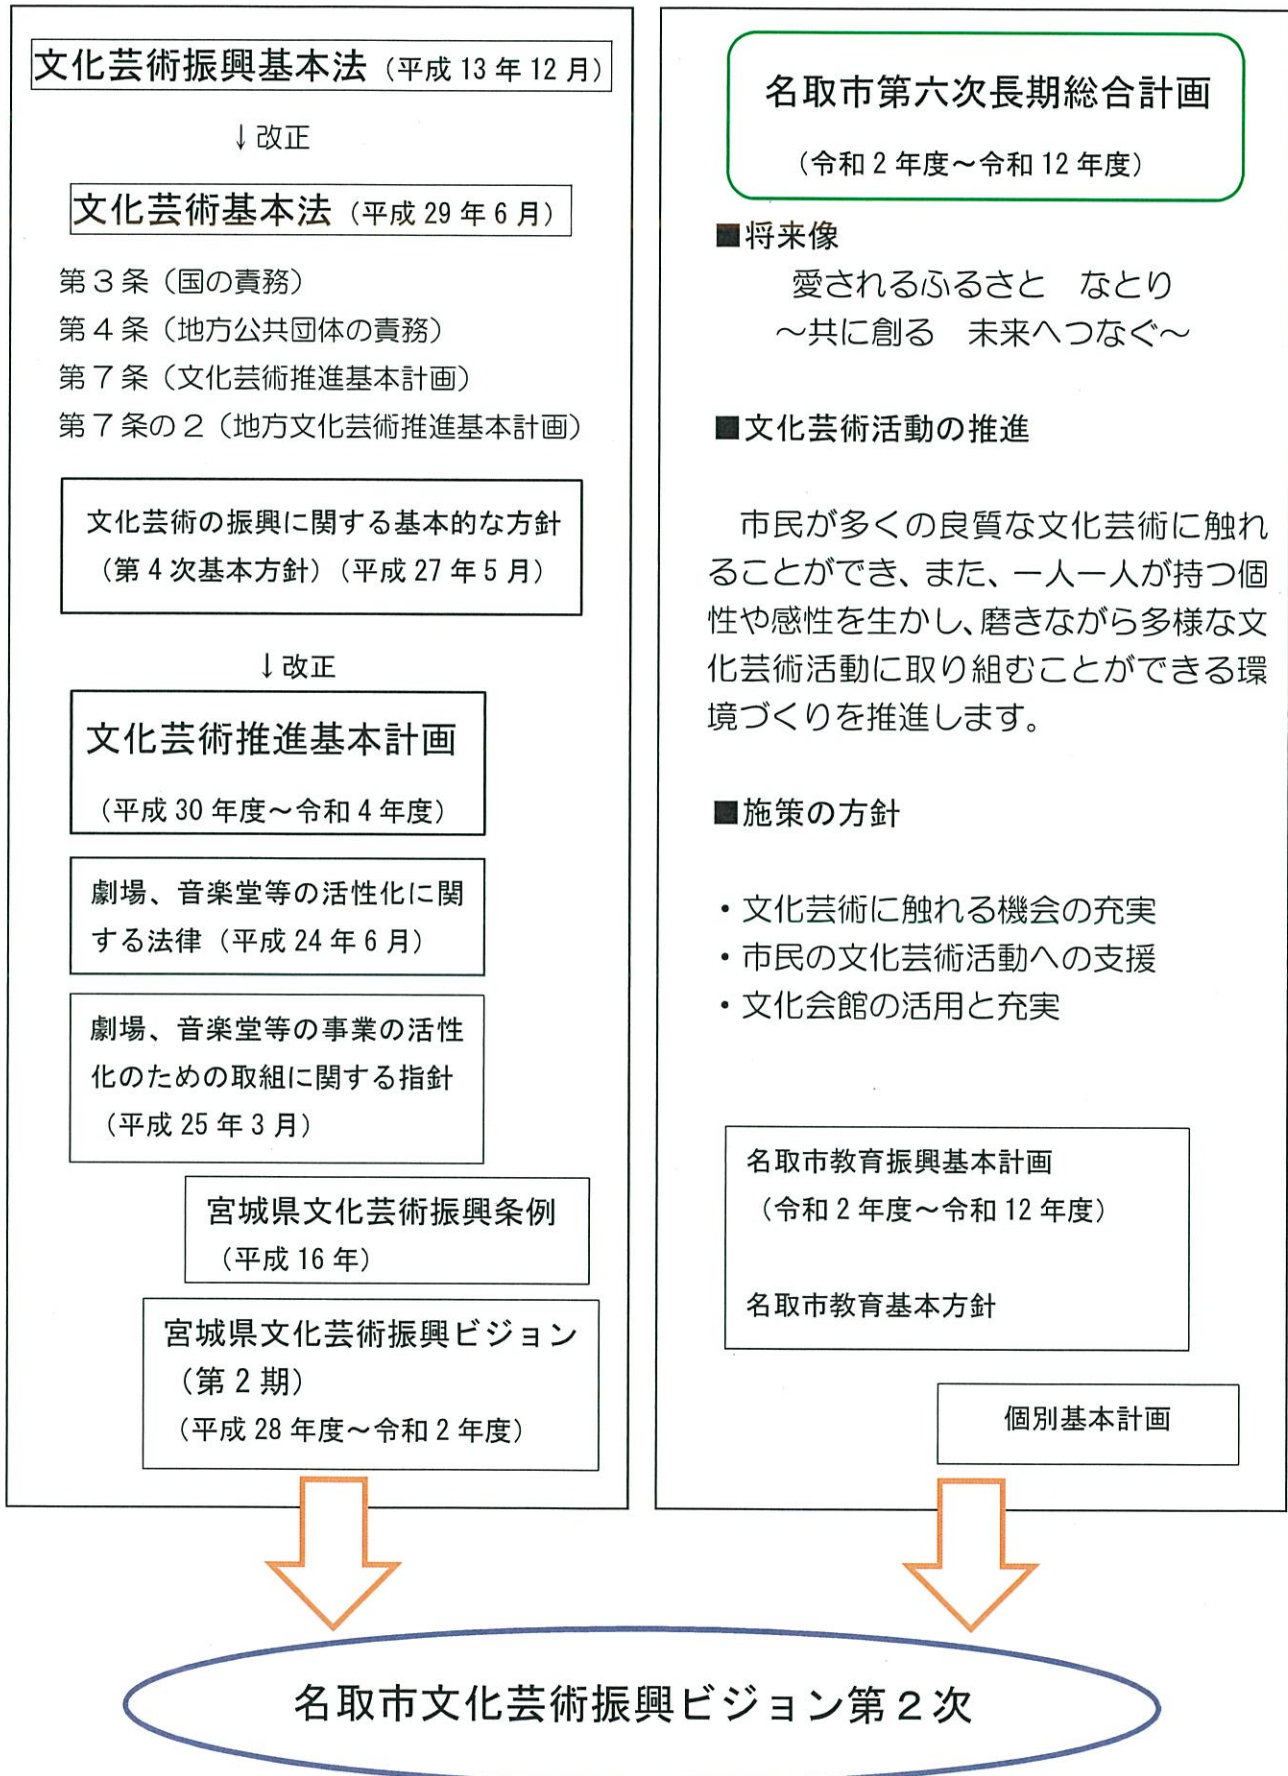 文化芸術振興基本法（平成 13 年 12 月）
↓改正
文化芸術基本法（平成 29 年 6 月）
第３条（国の責務）
第４条（地方公共団体の責務）
第７条（文化芸術推進基本計画）
第７条の２（地方文化芸術推進基本計画）
文化芸術の振興に関する基本的な方針
（第 4 次基本方針）（平成 27 年 5 月）
↓改正
文化芸術推進基本計画
（平成 30 年度～令和 4 年度）
劇場、音楽堂等の活性化に関
する法律（平成 24 年 6 月）
劇場、音楽堂等の事業の活性
化のための取組に関する指針
（平成 25 年 3 月）
宮城県文化芸術振興条例
（平成 16 年）
宮城県文化芸術振興ビジョン
（第 2 期）
（平成 28 年度～令和 2 年度）
名取市第六次長期総合計画
（令和 2 年度～令和 12 年度）
■将来像
愛されるふるさと　なとり
～共に創る　未来へつなぐ～
■文化芸術活動の推進
市民が多くの良質な文化芸術に触れ
ることができ、また、一人一人が持つ個
性や感性を生かし、磨きながら多様な文
化芸術活動に取り組むことができる環
境づくりを推進します。
■施策の方針
・文化芸術に触れる機会の充実
・市民の文化芸術活動への支援
・文化会館の活用と充実
名取市教育振興基本計画
（令和 2 年度～令和 12 年度）
名取市教育基本方針
個別基本計画
名取市文化芸術振興ビジョン第２次